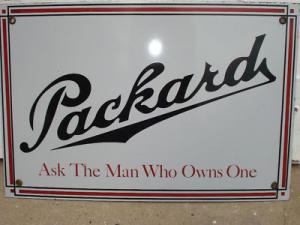 Packard
Ask The Man Who Owns One